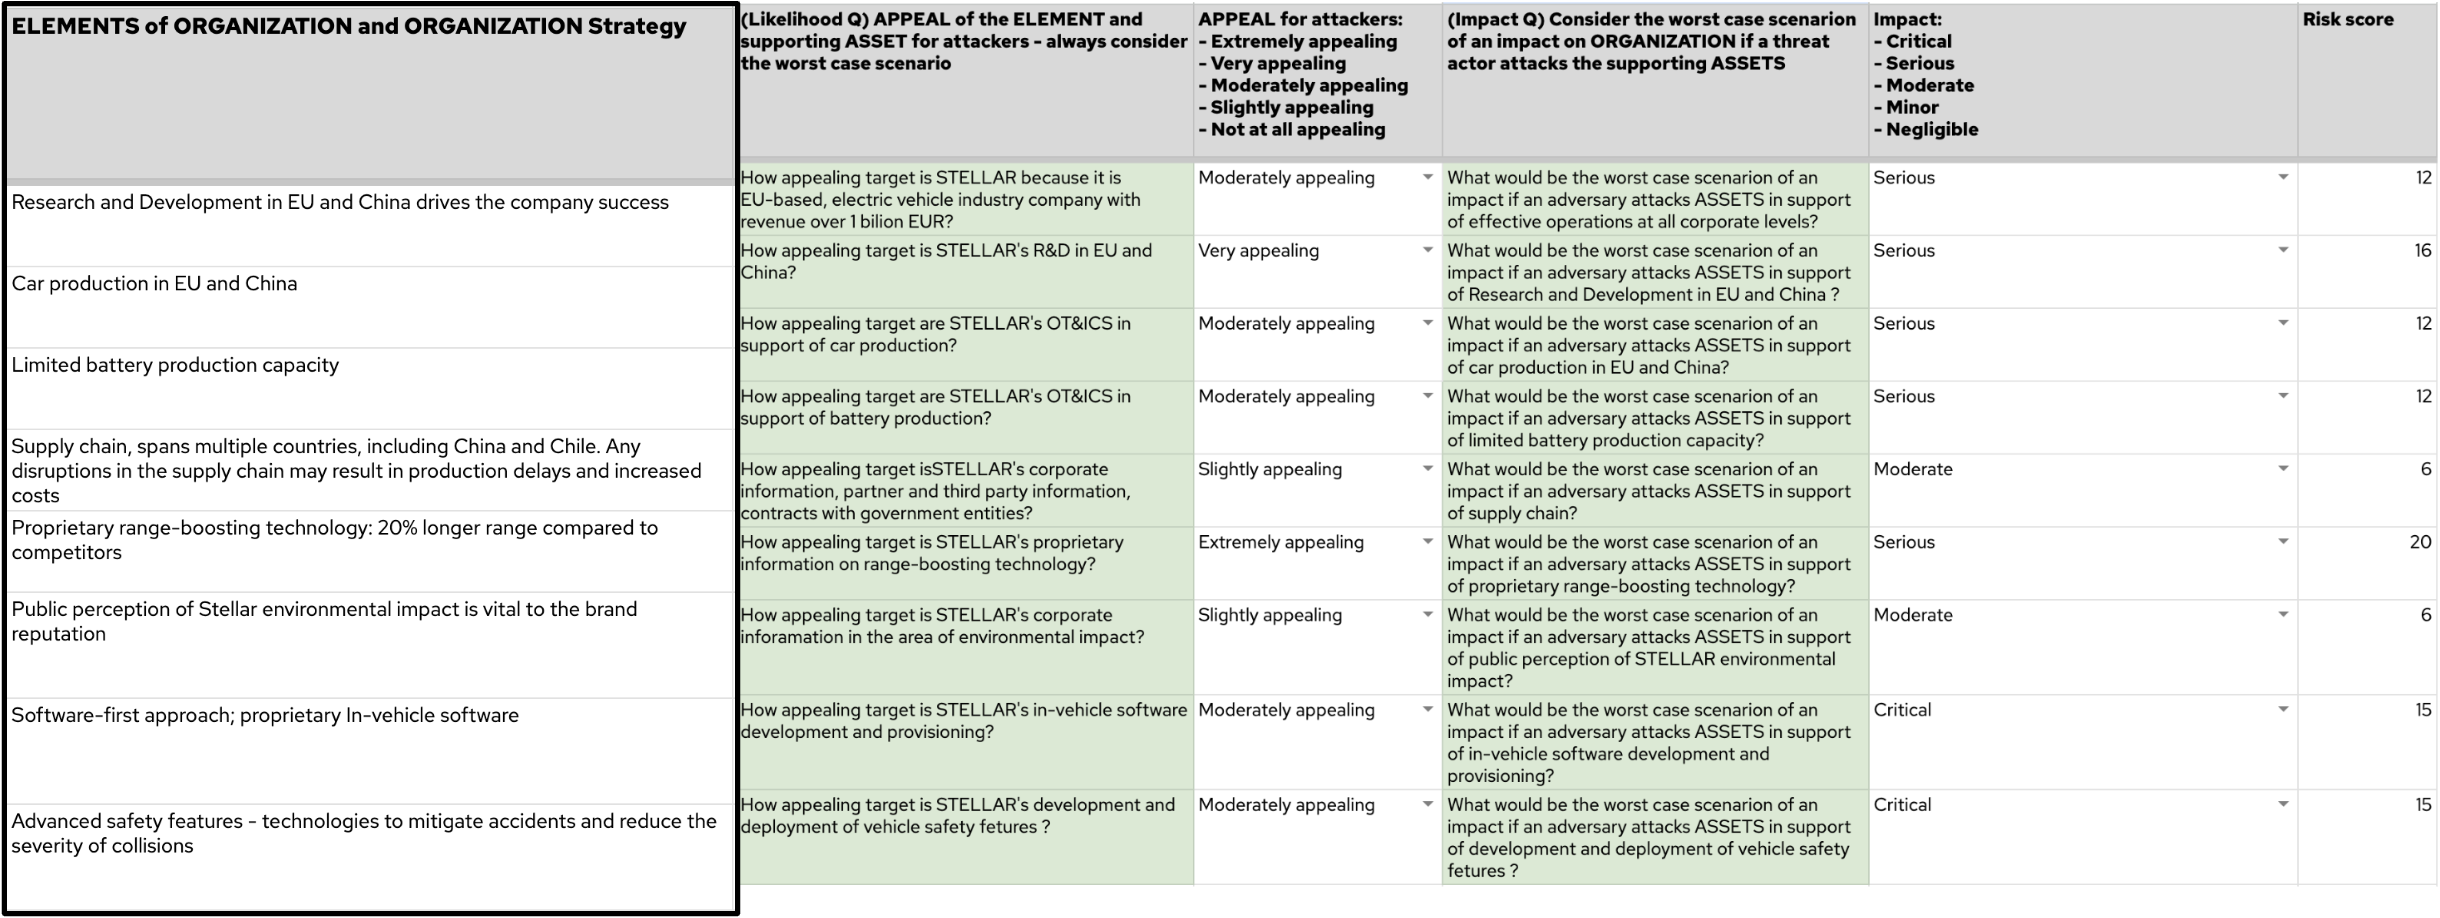 ELEMENTS of ORGANIZATION and ORGANIZATION Strategy
(Likelihood Q) APPEAL of the ELEMENT and
supporting ASSET for attackers - always consider
the worst case scenario
APPEAL for attackers:
- Extremely appealing
- Very appealing
- Moderately appealing
- Slightly appealing
- Not at all appealing
(Impact Q) Consider the worst case scenarion
of an impact on ORGANIZATION if a threat
actor attacks the supporting ASSETS
Impact:
- Critical
- Serious
- Moderate
- Minor
- Negligible
Risk score
Research and Development in EU and China drives the company success
How appealing target is STELLAR because it is
EU-based, electric vehicle industry company with
revenue over 1 bilion EUR?
Moderately appealing
What would be the worst case scenarion of an
impact if an adversary attacks ASSETS in support
of effective operations at all corporate levels?
Serious
12
Car production in EU and China
How appealing target is STELLAR's R&D in EU and
China?
Very appealing
What would be the worst case scenarion of an
impact if an adversary attacks ASSETS in support
of Research and Development in EU and China ?
Serious
16
Limited battery production capacity
How appealing target are STELLAR's OT&ICS in
support of car production?
Moderately appealing
What would be the worst case scenarion of an
impact if an adversary attacks ASSETS in support
of car production in EU and China?
Serious
12
Supply chain, spans multiple countries, including China and Chile. Any
disruptions in the supply chain may result in production delays and increased
costs
How appealing target are STELLAR's OT&ICS in
support of battery production?
Moderately appealing
What would be the worst case scenarion of an
impact if an adversary attacks ASSETS in support
of limited battery production capacity?
Serious
12
Proprietary range-boosting technology: 20% longer range compared to
competitors
How appealing target isSTELLAR's corporate
information, partner and third party information,
contracts with government entities?
Slightly appealing
What would be the worst case scenarion of an
impact if an adversary attacks ASSETS in support
of supply chain?
Moderate
6
Public perception of Stellar environmental impact is vital to the brand
reputation
How appealing target is STELLAR's proprietary
information on range-boosting technology?
Extremely appealing
What would be the worst case scenarion of an
impact if an adversary attacks ASSETS in support
of proprietary range-boosting technology?
Serious
20
Software-first approach; proprietary In-vehicle software
How appealing target is STELLAR's corporate
inforamation in the area of environmental impact?
Slightly appealing
What would be the worst case scenarion of an
impact if an adversary attacks ASSETS in support
of public perception of STELLAR environmental
impact?
Moderate
6
Advanced safety features - technologies to mitigate accidents and reduce the
severity of collisions
How appealing target is STELLAR's in-vehicle software
development and provisioning?
Moderately appealing
What would be the worst case scenarion of an
impact if an adversary attacks ASSETS in support
of in-vehicle software development and
provisioning?
Critical
15
How appealing target is STELLAR's development and
deployment of vehicle safety fetures ?
Moderately appealing
What would be the worst case scenarion of an
impact if an adversary attacks ASSETS in support
of development and deployment of vehicle safety
fetures ?
Critical
15